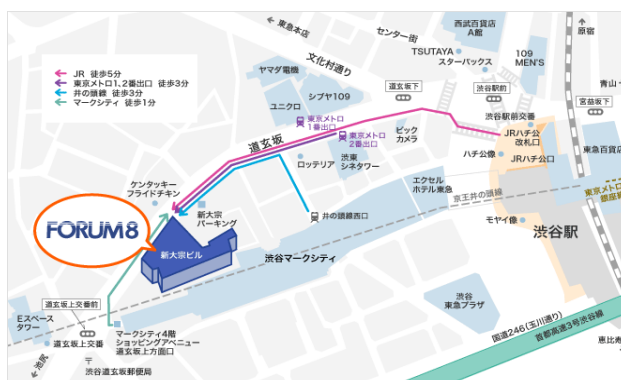 東急本店
センター街
西武百貨店
A館
原宿
TSUTAYA
スターバックス
109
MEN'S
文化村通り
JR 徒歩5分
東京メトロ1、2番出口 徒歩3分
井の頭線 徒歩3分
マークシティ 徒歩1分
ヤマダ電機
ユニクロ
シブヤ109
道玄坂下
渋谷駅前
青山
宮益坂下
東京メトロ
1番出口
東京メトロ
2番出口
ビック
カメラ
渋谷駅前交番
JRハチ公
改札口
ハチ公像
JRハチ公口
東急百貨店
道玄坂
ロッテリア
渋東
シネタワー
ケンタッキー
フライドチキン
エクセル
ホテル東急
京王井の頭線
東京メトロ
銀座線
新大宗
パーキング
井の頭線西口
モヤイ像
渋谷駅
FORUM8
新大宗ビル
渋谷マークシティ
道玄坂上交番前
Eスペース
タワー
道玄坂上交番
マークシティ4階
ショッピングアベニュー
道玄坂上方面口
渋谷
東急プラザ
国道246(玉川通り)
首都高速3号渋谷線
恵比寿
池尻
〒
渋谷道玄坂郵便局